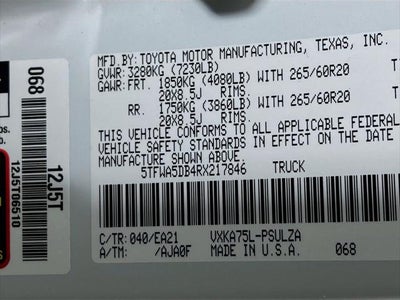 MFD.BY:TOYOTA MOTOR MANUFACTURING, TEXAS, INC.
GVWR:3280KG (7230LB)
GAWR:FRT. 1850KG (4080LB) WITH 265/60R20
20X8.5J RIMS.
RR. 1750KG (3860LB) WITH 265/60R20
20X8.5J RIMS.
THIS VEHICLE CONFORMS TO ALL APPLICABLE FEDERAL
VEHICLE SAFETY STANDARDS IN EFFECT ON THE DATE
MANUFACTURE SHOWN ABOVE.
5TFWA5DB4RX217846 TRUCK
C/TR:040/EA21 VXKA75L-PSULZA
A/TM: /AJA0F MADE IN U.S.A. 068
068
12J5T
12J5T06510